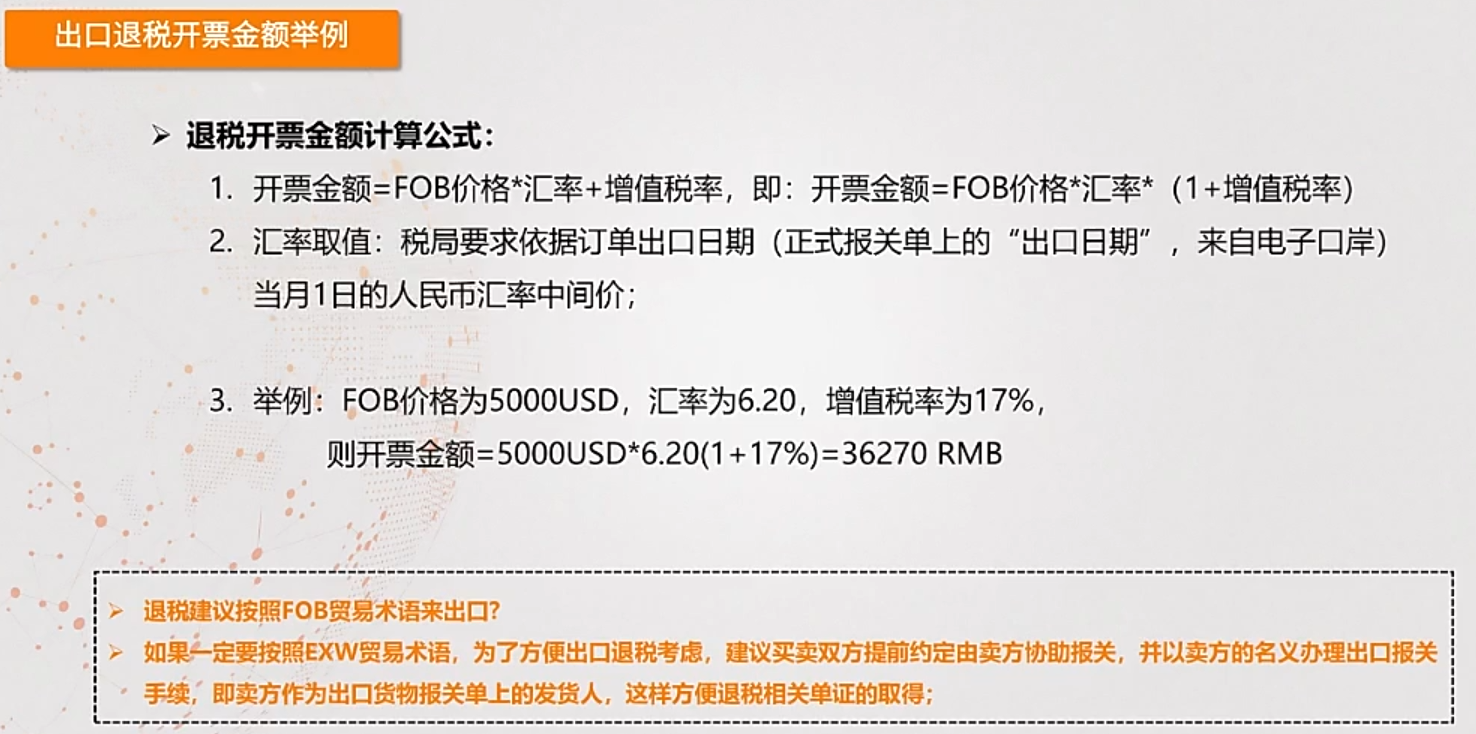 出口退税开票金额举例
➢ 退税开票金额计算公式：
1. 开票金额=FOB价格*汇率+增值税率，即：开票金额=FOB价格*汇率*（1+增值税率）
2. 汇率取值：税局要求依据订单出口日期（正式报关单上的“出口日期”，来自电子口岸）
当月1日的人民币汇率中间价；
3. 举例：FOB价格为5000USD，汇率为6.20，增值税率为17%，
则开票金额=5000USD*6.20(1+17%)=36270 RMB
➢ 退税建议按照FOB贸易术语来出口？
➢ 如果一定要按照EXW贸易术语，为了方便出口退税考虑，建议买卖双方提前约定由卖方协助报关，并以卖方的名义办理出口报关
手续，即卖方作为出口货物报关单上的发货人，这样方便退税相关单证的取得；